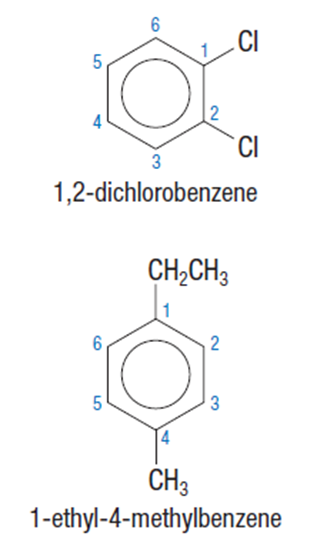 6
1 Cl
5
4
2
Cl
3
1,2-dichlorobenzene
CH₂CH₃
1
6 2
5 3
4
CH₃
1-ethyl-4-methylbenzene